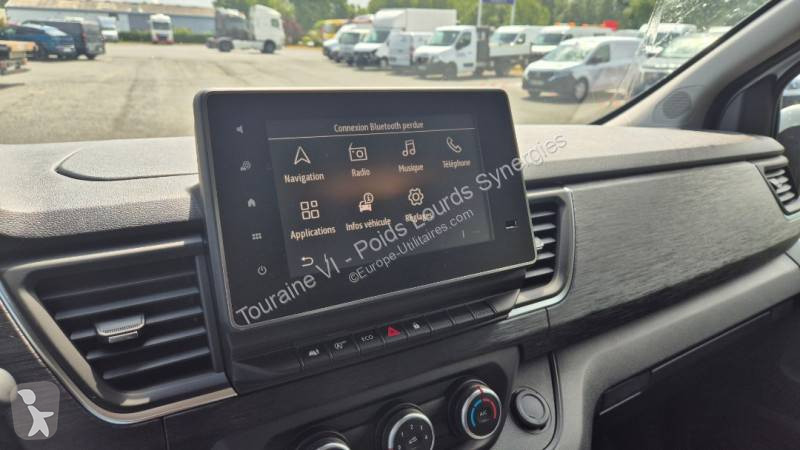 Connexion Bluetooth perdue
Navigation
Radio
Musique
Téléphone
Applications
Infos véhicule
Réglages
Touraine VI - Poids Lourds Synergies
©Europe-Utilitaires.com
ECO
A/C